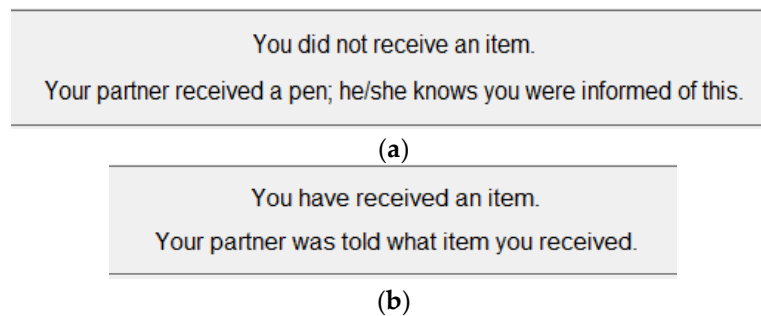 You did not receive an item.
Your partner received a pen; he/she knows you were informed of this.
(a)
You have received an item.
Your partner was told what item you received.
(b)